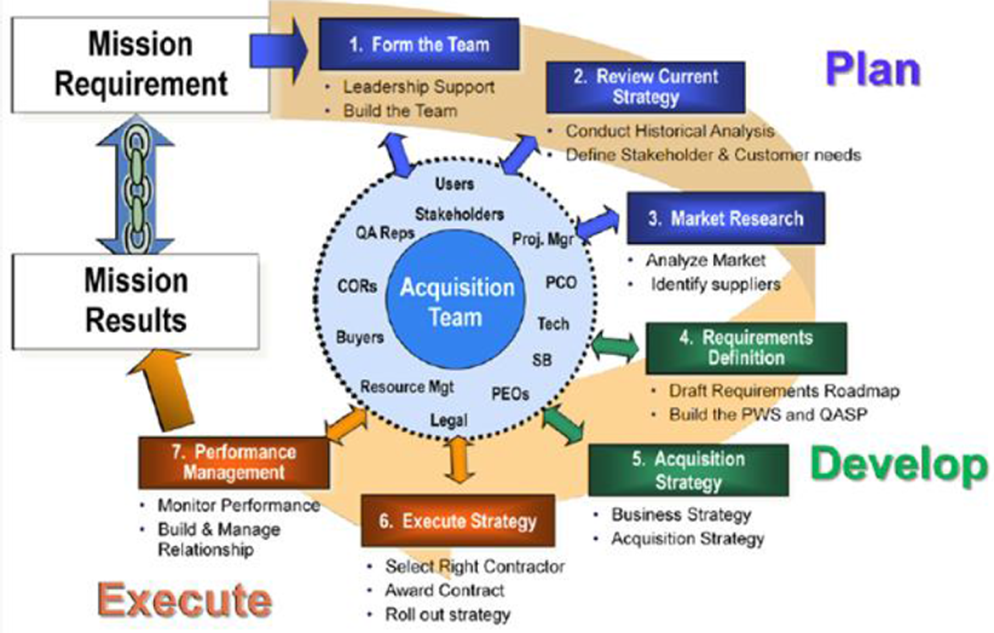 Mission
Requirement
1. Form the Team
• Leadership Support
• Build the Team
2. Review Current
Strategy
• Conduct Historical Analysis
• Define Stakeholder & Customer needs
Plan
3. Market Research
• Analyze Market
• Identify suppliers
4. Requirements
Definition
• Draft Requirements Roadmap
• Build the PWS and QASP
Develop
5. Acquisition
Strategy
• Business Strategy
• Acquisition Strategy
6. Execute Strategy
• Select Right Contractor
• Award Contract
• Roll out strategy
7. Performance
Management
• Monitor Performance
• Build & Manage
Relationship
Execute
Mission
Results
Acquisition
Team
Users
Stakeholders
QA Reps
Proj. Mgr
CORs
PCO
Buyers
Tech
SB
Resource Mgt
PEOs
Legal